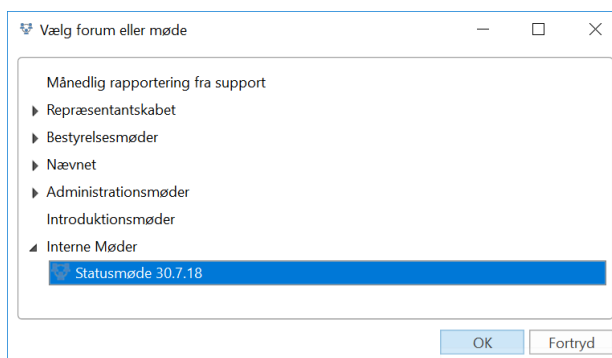 Vælg forum eller møde
Månedlig rapportering fra support
Repræsentantskabet
Bestyrelsesmøder
Nævnet
Administrationsmøder
Introduktionsmøder
Interne Møder
Statusmøde 30.7.18
OK Fortryd